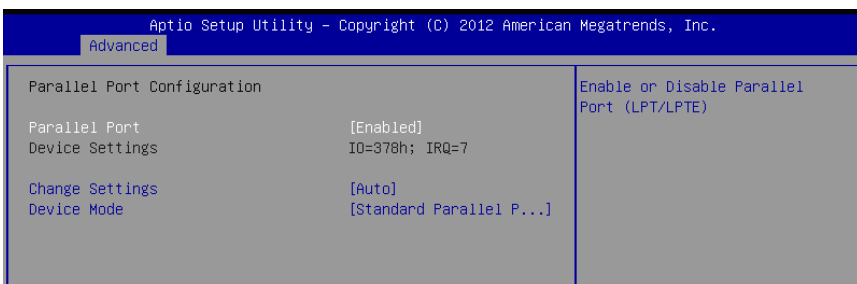 Aptio Setup Utility – Copyright (C) 2012 American Megatrends, Inc.
Advanced
Parallel Port Configuration
Parallel Port [Enabled]
Device Settings IO=378h; IRQ=7
Change Settings [Auto]
Device Mode [Standard Parallel P...]
Enable or Disable Parallel
Port (LPT/LPTE)